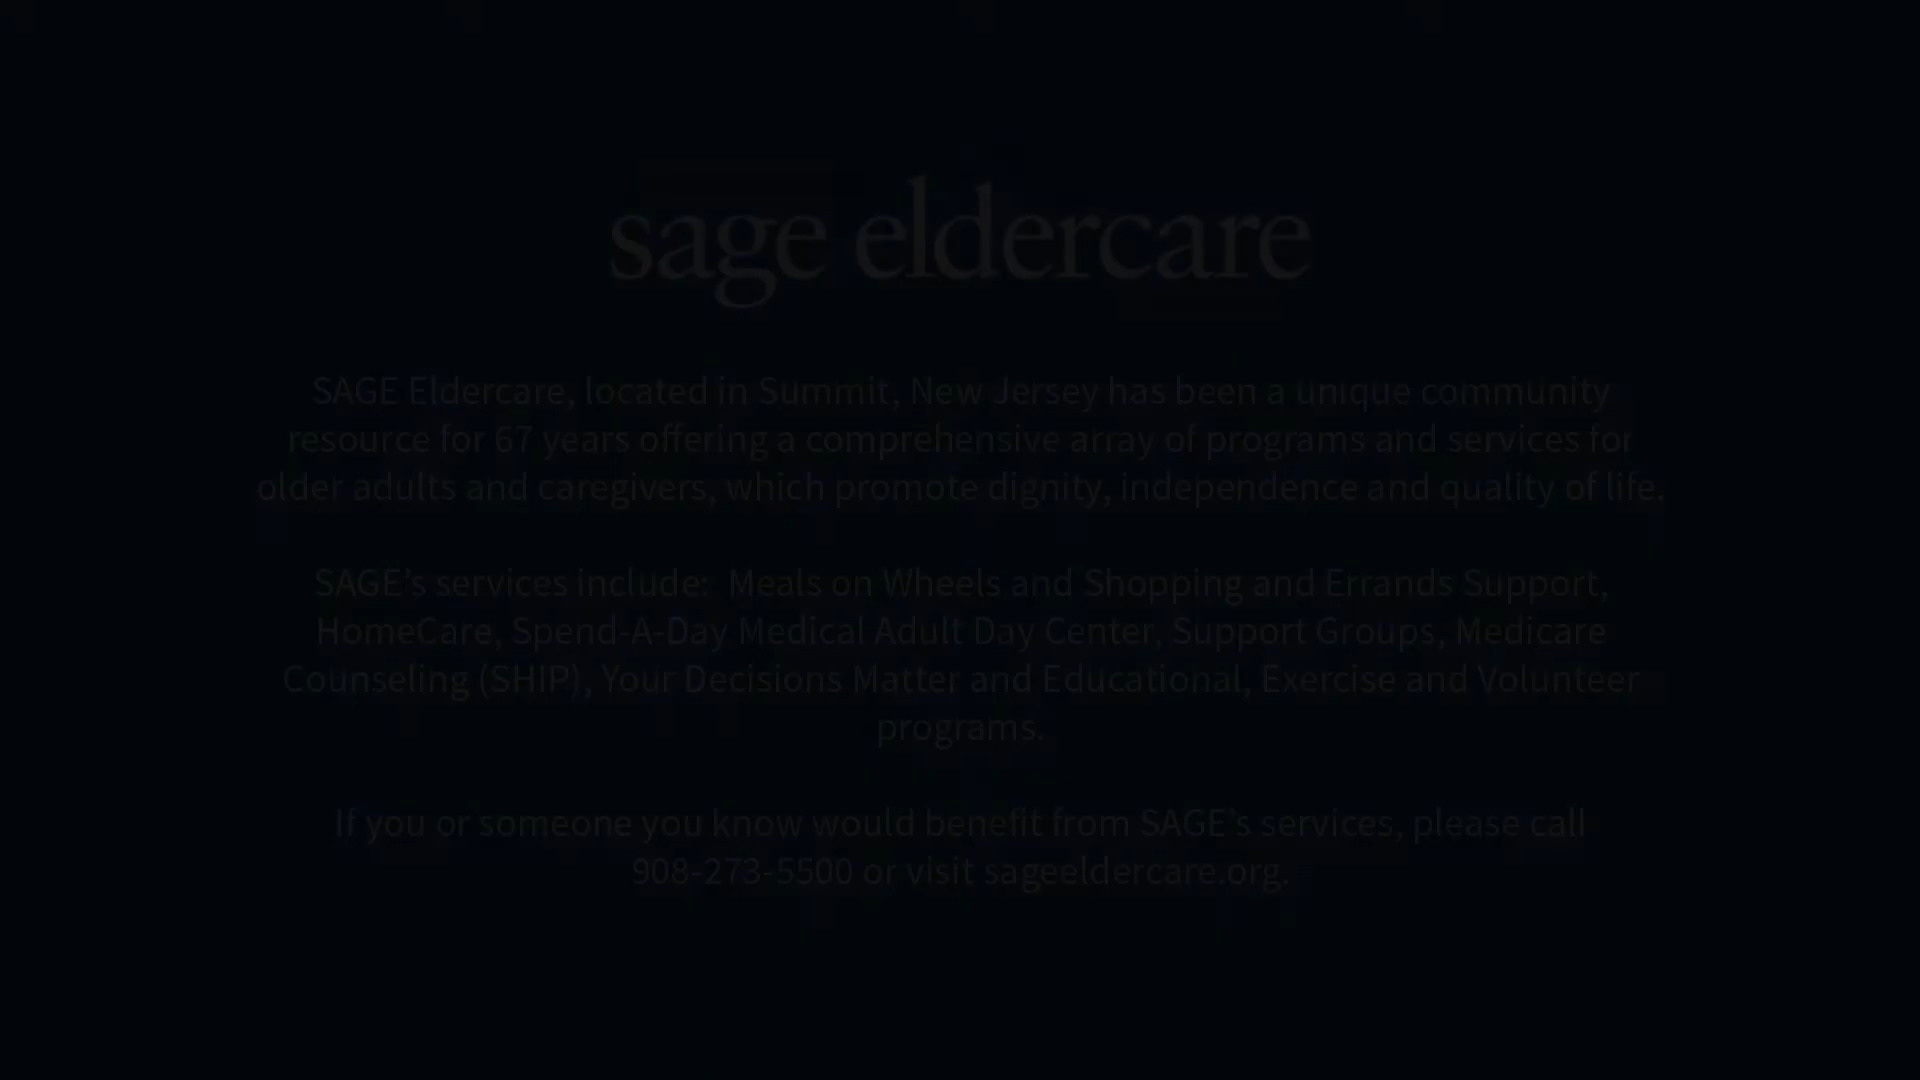 sage eldercare
SAGE Eldercare, located in Summit, New Jersey has been a unique community
resource for 67 years offering a comprehensive array of programs and services for
older adults and caregivers, which promote dignity, independence and quality of life.
SAGE’s services include:  Meals on Wheels and Shopping and Errands Support,
HomeCare, Spend-A-Day Medical Adult Day Center, Support Groups, Medicare
Counseling (SHIP), Your Decisions Matter and Educational, Exercise and Volunteer
programs.
If you or someone you know would benefit from SAGE’s services, please call
908-273-5500 or visit sageeldercare.org.